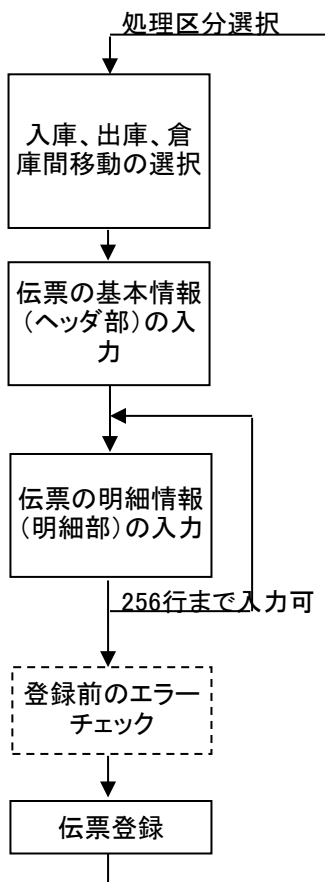 処理区分選択
入庫、出庫、倉
庫間移動の選択
伝票の基本情報
（ヘッダ部）の入
力
伝票の明細情報
（明細部）の入力
256行まで入力可
登録前のエラー
チェック
伝票登録